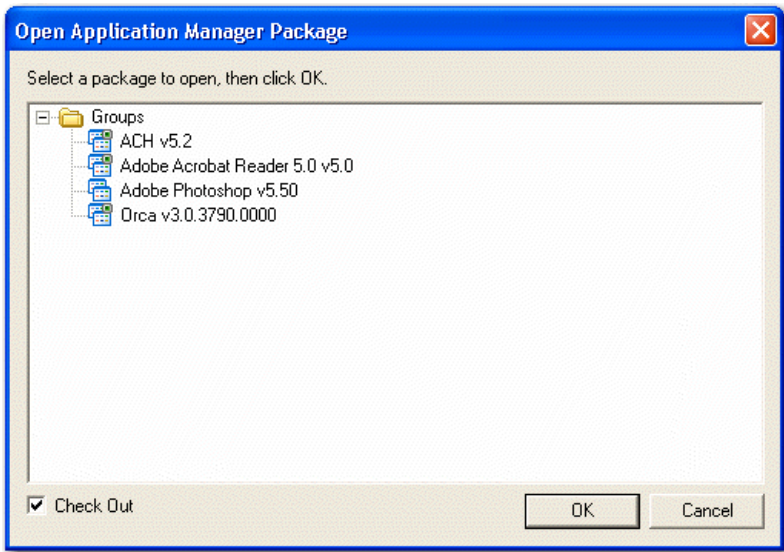 Open Application Manager Package
Select a package to open, then click OK.
Groups
ACH v5.2
Adobe Acrobat Reader 5.0 v5.0
Adobe Photoshop v5.50
Orca v3.0.3790.0000
Check Out
OK
Cancel